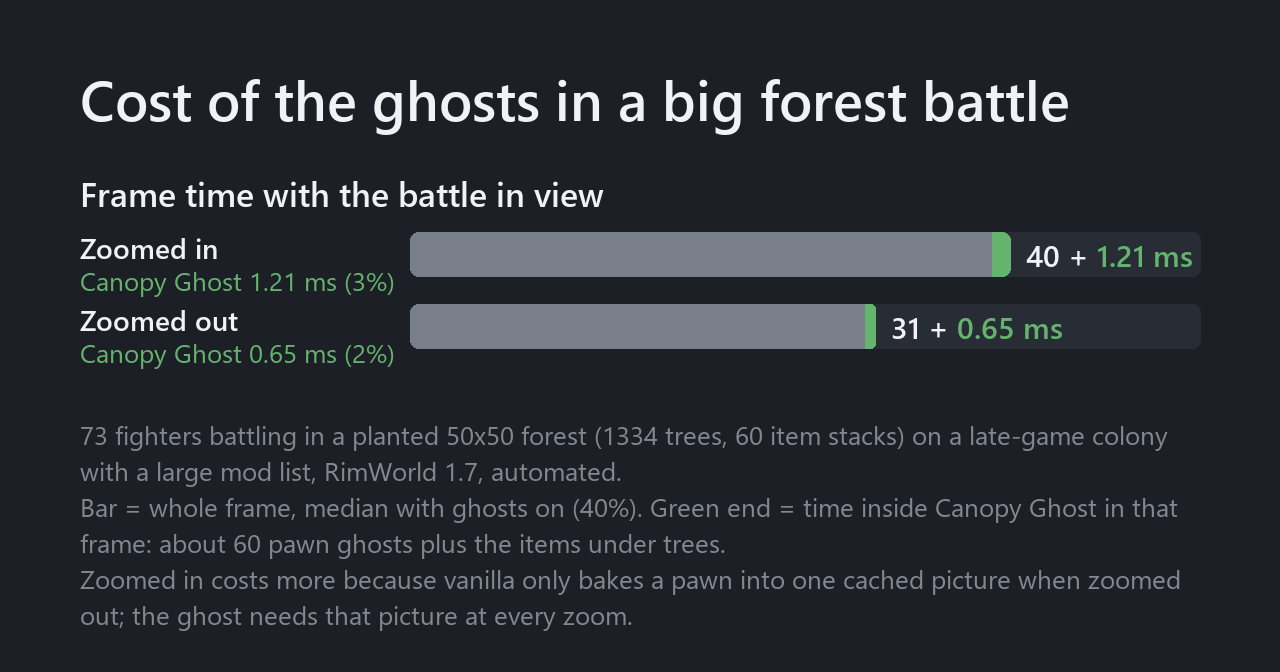 Cost of the ghosts in a big forest battle
Frame time with the battle in view
Zoomed in
40 + 1.21 ms
Canopy Ghost 1.21 ms (3%)
Zoomed out
31 + 0.65 ms
Canopy Ghost 0.65 ms (2%)
73 fighters battling in a planted 50x50 forest (1334 trees, 60 item stacks) on a late-game colony
with a large mod list, RimWorld 1.7, automated.
Bar = whole frame, median with ghosts on (40%). Green end = time inside Canopy Ghost in that
frame: about 60 pawn ghosts plus the items under trees.
Zoomed in costs more because vanilla only bakes a pawn into one cached picture when zoomed
out; the ghost needs that picture at every zoom.